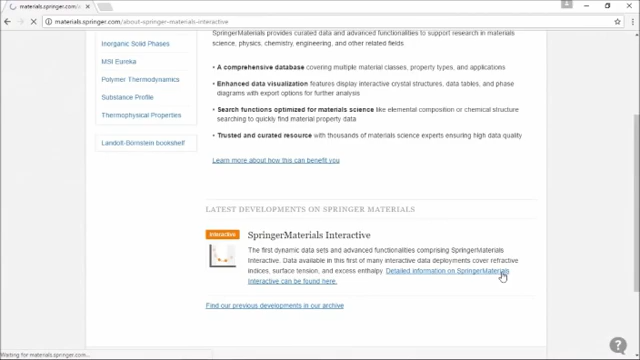 materials.springer.com/
materials.springer.com/about-springer-materials-interactive
Inorganic Solid Phases
MSI Eureka
Polymer Thermodynamics
Substance Profile
Thermophysical Properties
Landolt-Börnstein bookshelf
SpringerMaterials provides curated data and advanced functionalities to support research in materials
science, physics, chemistry, engineering, and other related fields
• A comprehensive database covering multiple material classes, property types, and applications
• Enhanced data visualization features display interactive crystal structures, data tables, and phase
diagrams with export options for further analysis
• Search functions optimized for materials science like elemental composition or chemical structure
searching to quickly find material property data
• Trusted and curated resource with thousands of materials science experts ensuring high data quality
Learn more about how this can benefit you
LATEST DEVELOPMENTS ON SPRINGER MATERIALS
Interactive
SpringerMaterials Interactive
The first dynamic data sets and advanced functionalities comprising SpringerMaterials
Interactive. Data available in this first of many interactive data deployments cover refractive
indices, surface tension, and excess enthalpy. Detailed information on SpringerMaterials
Interactive can be found here.
Find our previous developments in our archive
Waiting for materials.springer.com...
?